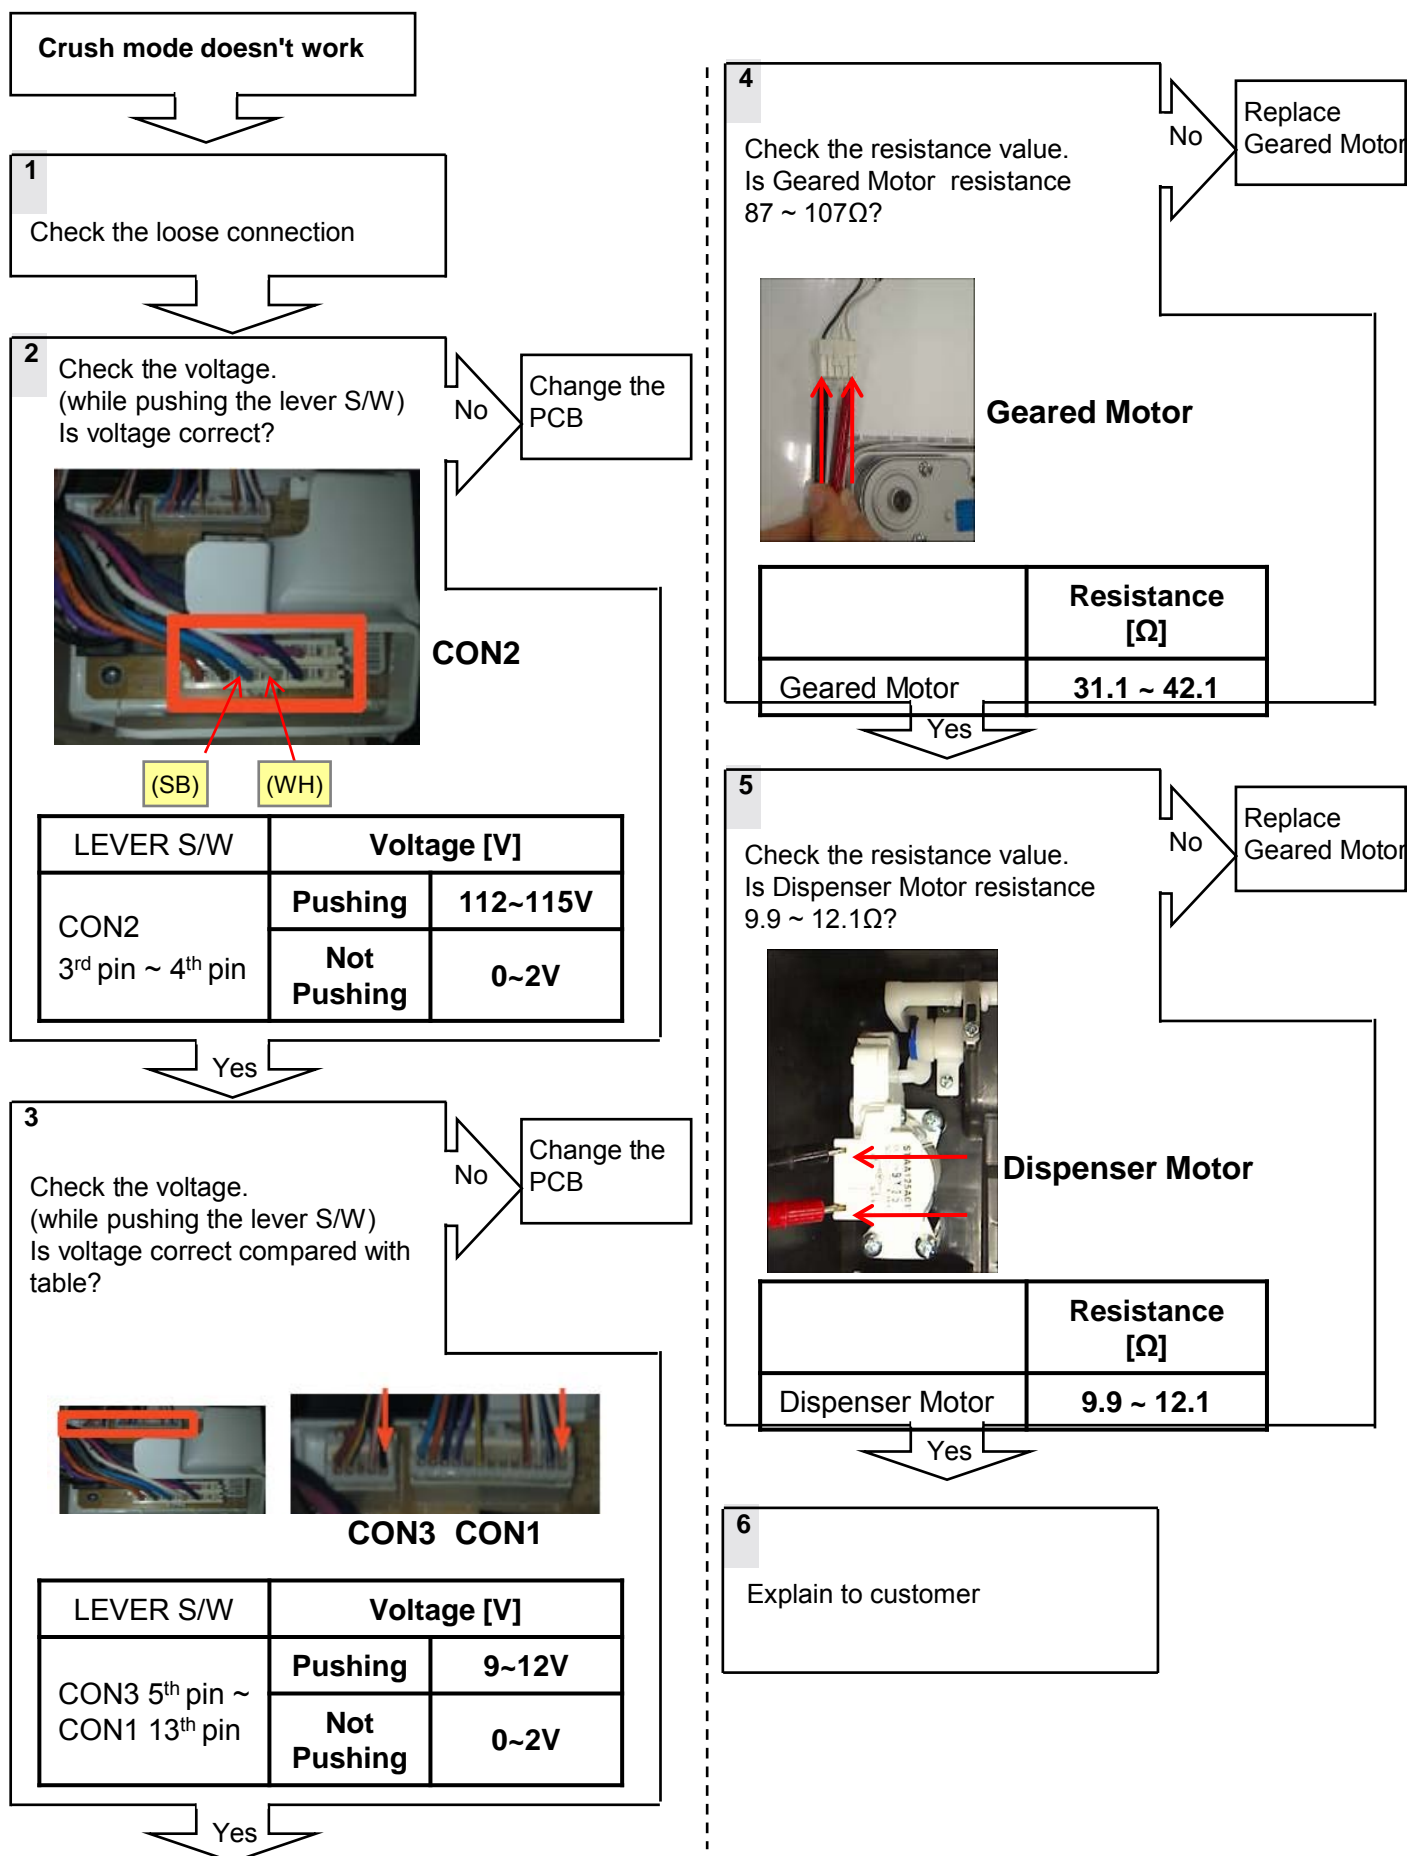 Crush mode doesn't work
1
Check the loose connection
2
Check the voltage.
(while pushing the lever S/W)
Is voltage correct?
No
Change the
PCB
CON2
(SB)
(WH)
LEVER S/W
Voltage [V]
CON2
3rd pin ~ 4th pin
Pushing
112~115V
Not
Pushing
0~2V
Yes
3
Check the voltage.
(while pushing the lever S/W)
Is voltage correct compared with
table?
No
Change the
PCB
CON3 CON1
LEVER S/W
Voltage [V]
CON3 5th pin ~
CON1 13th pin
Pushing
9~12V
Not
Pushing
0~2V
Yes
4
Check the resistance value.
Is Geared Motor resistance
87 ~ 107Ω?
No
Replace
Geared Motor
Geared Motor
Resistance
[Ω]
Geared Motor
31.1 ~ 42.1
Yes
5
Check the resistance value.
Is Dispenser Motor resistance
9.9 ~ 12.1Ω?
No
Replace
Geared Motor
Dispenser Motor
Resistance
[Ω]
Dispenser Motor
9.9 ~ 12.1
Yes
6
Explain to customer